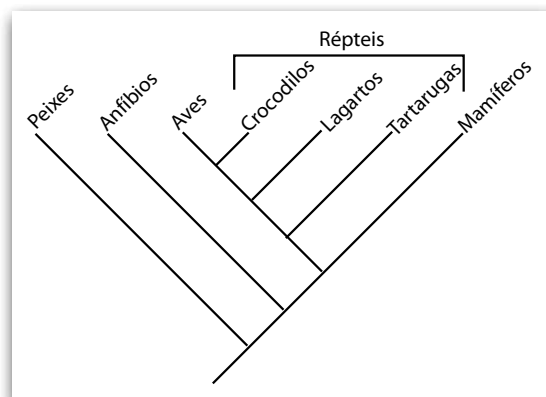 Répteis
Peixes
Anfíbios
Aves
Crocodilos
Lagartos
Tartarugas
Mamíferos